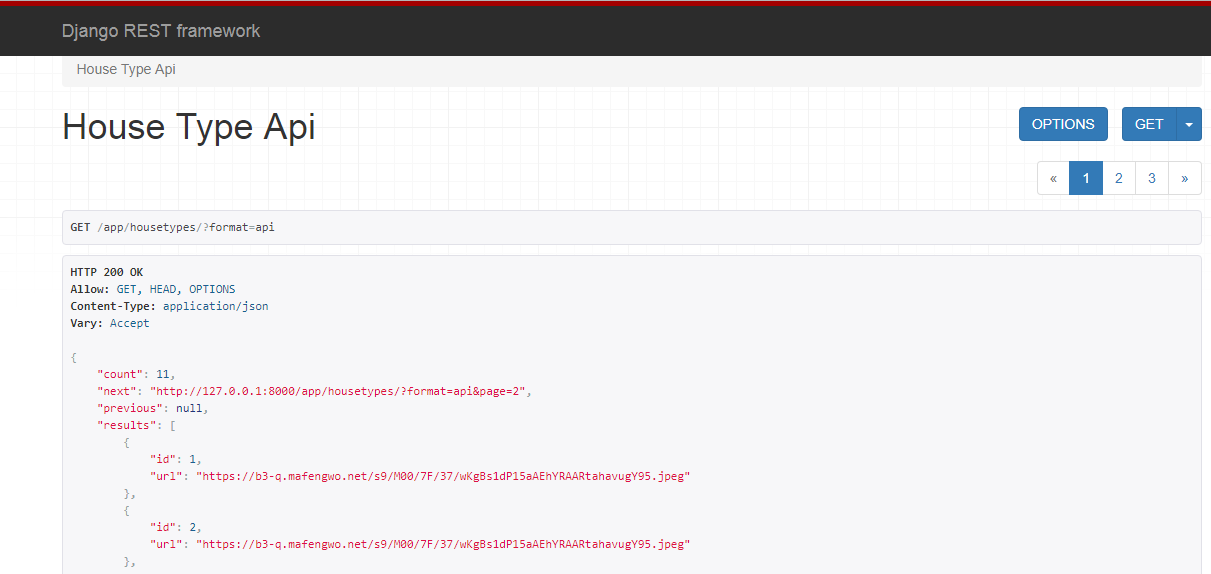 Django REST framework
House Type Api
House Type Api
OPTIONS
GET
« 1 2 3 »
GET /app/housetypes/?format=api
HTTP 200 OK
Allow: GET, HEAD, OPTIONS
Content-Type: application/json
Vary: Accept
{
"count": 11,
"next": "http://127.0.0.1:8000/app/housetypes/?format=api&page=2",
"previous": null,
"results": [
{
"id": 1,
"url": "https://b3-q.mafengwo.net/s9/M00/7F/37/wKgBs1dP15aAEhYRAARtahavugY95.jpeg"
},
{
"id": 2,
"url": "https://b3-q.mafengwo.net/s9/M00/7F/37/wKgBs1dP15aAEhYRAARtahavugY95.jpeg"
},